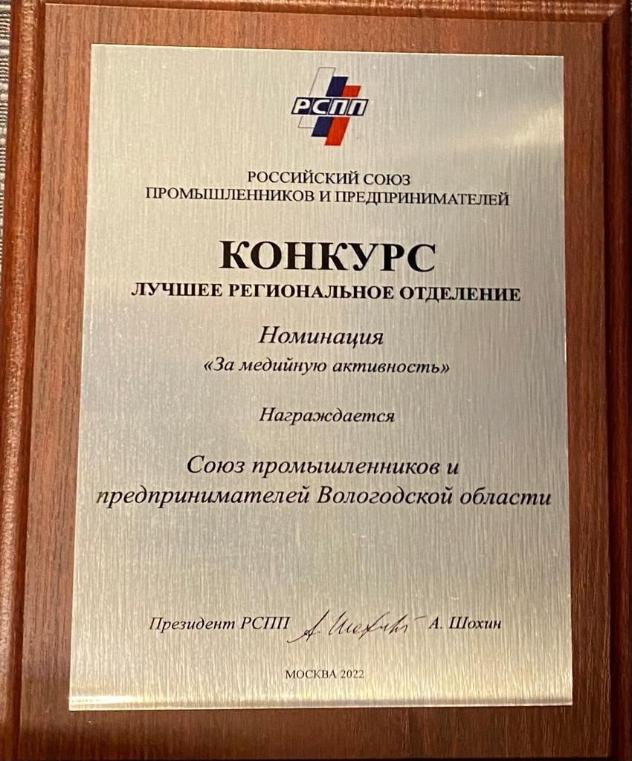 РСПП
РОССИЙСКИЙ СОЮЗ
ПРОМЫШЛЕННИКОВ И ПРЕДПРИНИМАТЕЛЕЙ
КОНКУРС
ЛУЧШЕЕ РЕГИОНАЛЬНОЕ ОТДЕЛЕНИЕ
Номинация
«За медийную активность»
Награждается
Союз промышленников и
предпринимателей Вологодской области
Президент РСПП А. Шохин А. Шохин
МОСКВА 2022